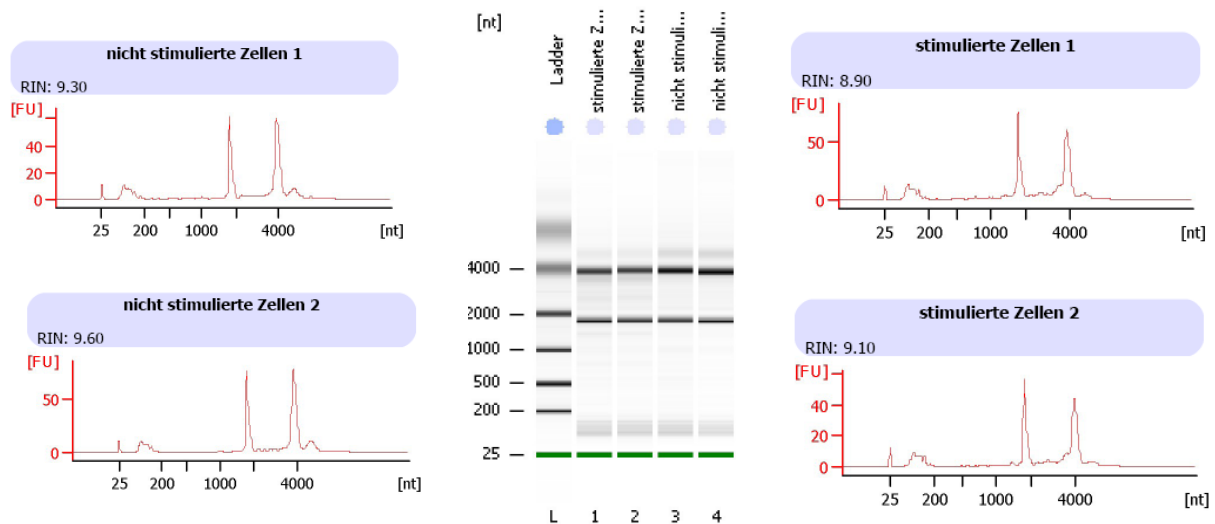 nicht stimulierte Zellen 1
RIN: 9.30
[FU]
40
20
0
25 200 1000 4000 [nt]
nicht stimulierte Zellen 2
RIN: 9.60
[FU]
50
0
25 200 1000 4000 [nt]
[nt]
Ladder
stimulierte Z...
stimulierte Z...
nicht stimuli...
nicht stimuli...
4000
2000
1000
500
200
25
L 1 2 3 4
stimulierte Zellen 1
RIN: 8.90
[FU]
50
0
25 200 1000 4000 [nt]
stimulierte Zellen 2
RIN: 9.10
[FU]
40
20
0
25 200 1000 4000 [nt]